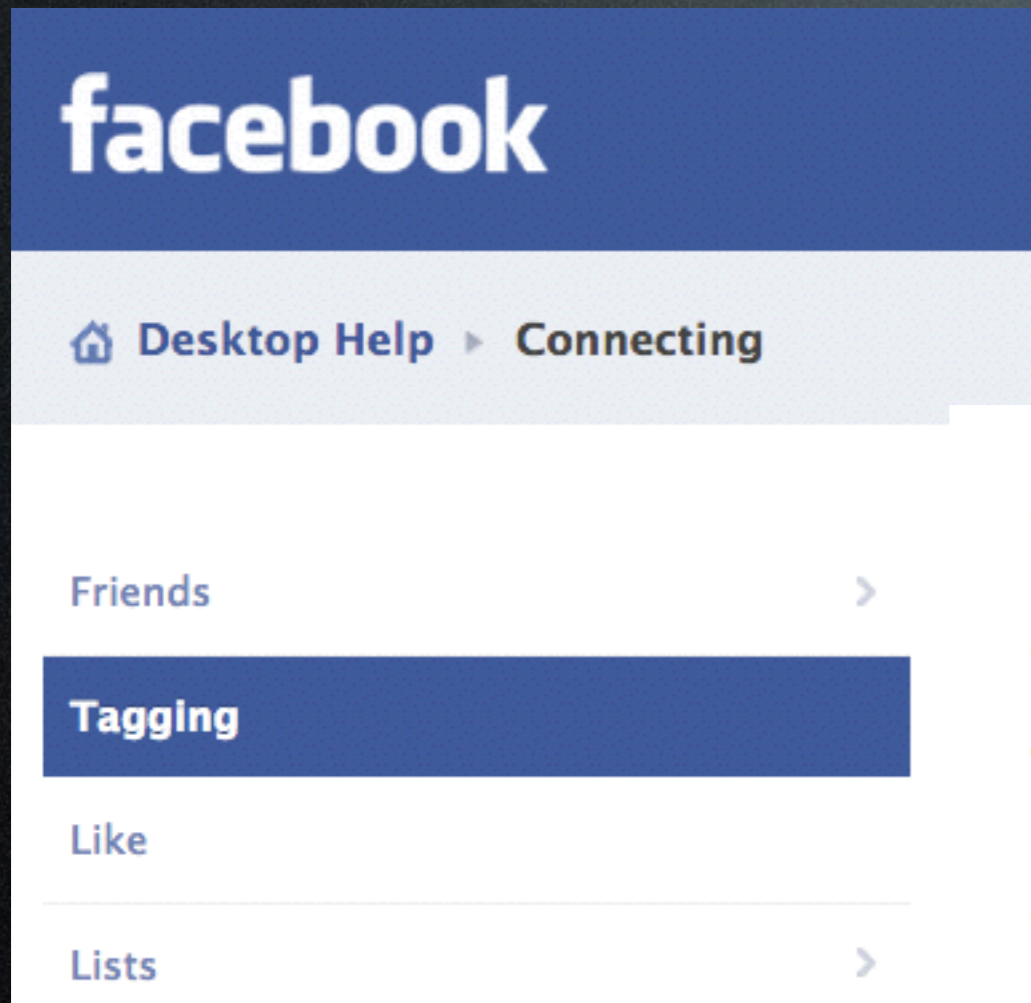 facebook
Desktop Help Connecting
Friends
Tagging
Like
Lists